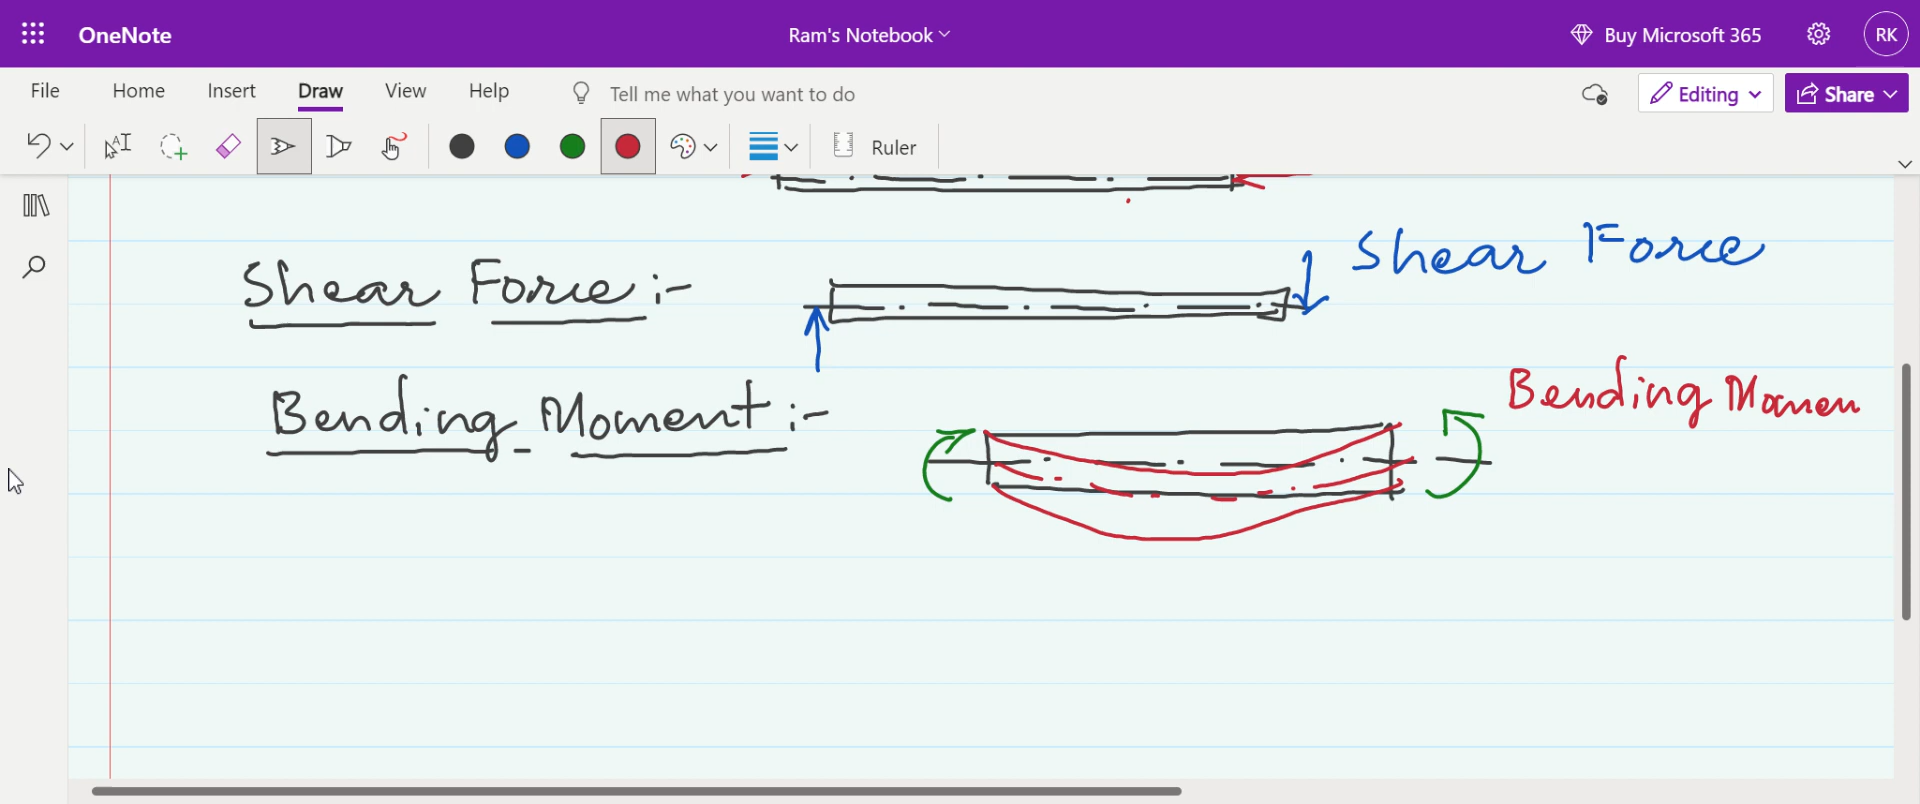 OneNote
Ram's Notebook
Buy Microsoft 365
RK
File Home Insert Draw View Help Tell me what you want to do
Editing Share
Ruler
Shear Force
Shear Force :-
Bending Momen
Bending Moment :-